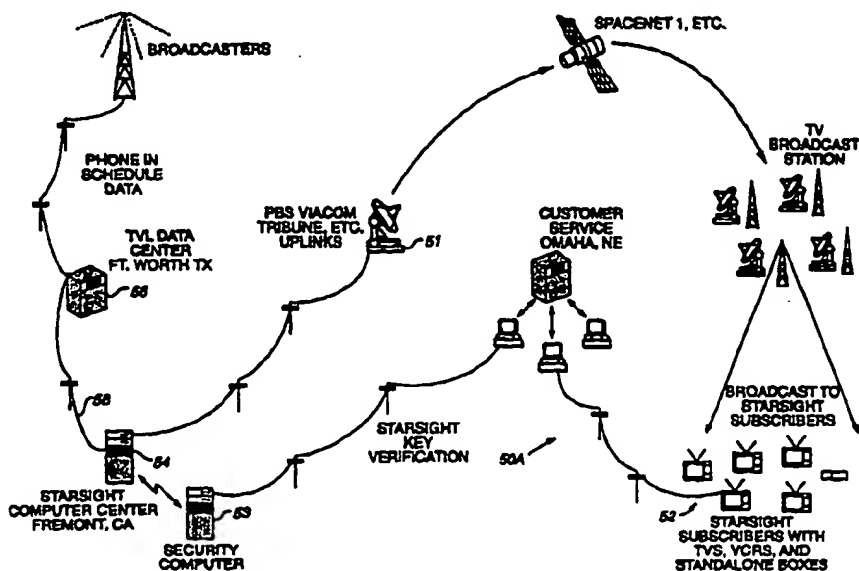 BROADCASTERS
SPACENET 1, ETC.
PHONE IN
SCHEDULE
DATA
TV
BROADCAST
STATION
PBS VIACOM
TRIBUNE, ETC.
UPLINKS
51
CUSTOMER
SERVICE
OMAHA, NE
TVL DATA
CENTER
FT. WORTH TX
56
58
54
STARSIGHT
COMPUTER CENTER
FREMONT, CA
53
SECURITY
COMPUTER
STARSIGHT
KEY
VERIFICATION
50A
BROADCAST TO
STARSIGHT
SUBSCRIBERS
52
STARSIGHT
SUBSCRIBERS WITH
TVS, VCRS, AND
STANDALONE BOXES